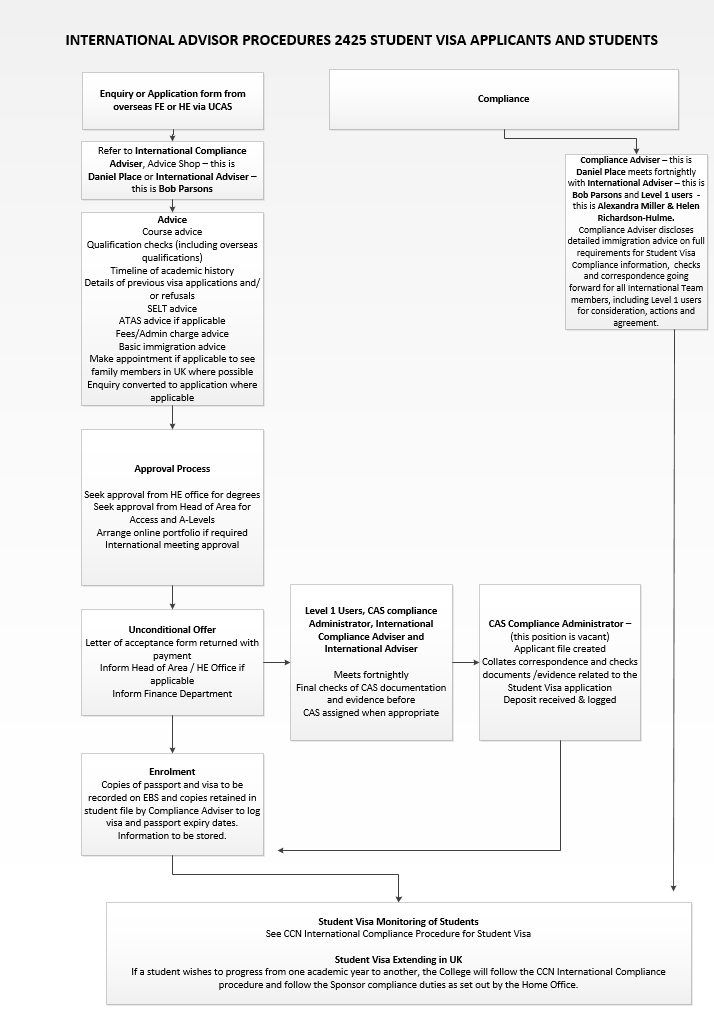 INTERNATIONAL ADVISOR PROCEDURES 2425 STUDENT VISA APPLICANTS AND STUDENTS
Enquiry or Application form from
overseas FE or HE via UCAS
Refer to International Compliance
Adviser, Advice Shop – this is
Daniel Place or International Adviser –
this is Bob Parsons
Advice
Course advice
Qualification checks (including overseas
qualifications)
Timeline of academic history
Details of previous visa applications and/
or refusals
SELT advice
ATAS advice if applicable
Fees/Admin charge advice
Basic immigration advice
Make appointment if applicable to see
family members in UK where possible
Enquiry converted to application where
applicable
Approval Process
Seek approval from HE office for degrees
Seek approval from Head of Area for
Access and A-Levels
Arrange online portfolio if required
International meeting approval
Unconditional Offer
Letter of acceptance form returned with
payment
Inform Head of Area / HE Office if
applicable
Inform Finance Department
Level 1 Users, CAS compliance
Administrator, International
Compliance Adviser and
International Adviser
Meets fortnightly
Final checks of CAS documentation
and evidence before
CAS assigned when appropriate
CAS Compliance Administrator –
(this position is vacant)
Applicant file created
Collates correspondence and checks
documents /evidence related to the
Student Visa application
Deposit received & logged
Enrolment
Copies of passport and visa to be
recorded on EBS and copies retained in
student file by Compliance Adviser to log
visa and passport expiry dates.
Information to be stored.
Compliance
Compliance Adviser – this is
Daniel Place meets fortnightly
with International Adviser – this is
Bob Parsons and Level 1 users -
this is Alexandra Miller & Helen
Richardson-Hulme.
Compliance Adviser discloses
detailed immigration advice on full
requirements for Student Visa
Compliance information, checks
and correspondence going
forward for all International Team
members, including Level 1 users
for consideration, actions and
agreement.
Student Visa Monitoring of Students
See CCN International Compliance Procedure for Student Visa
Student Visa Extending in UK
If a student wishes to progress from one academic year to another, the College will follow the CCN International Compliance
procedure and follow the Sponsor compliance duties as set out by the Home Office.